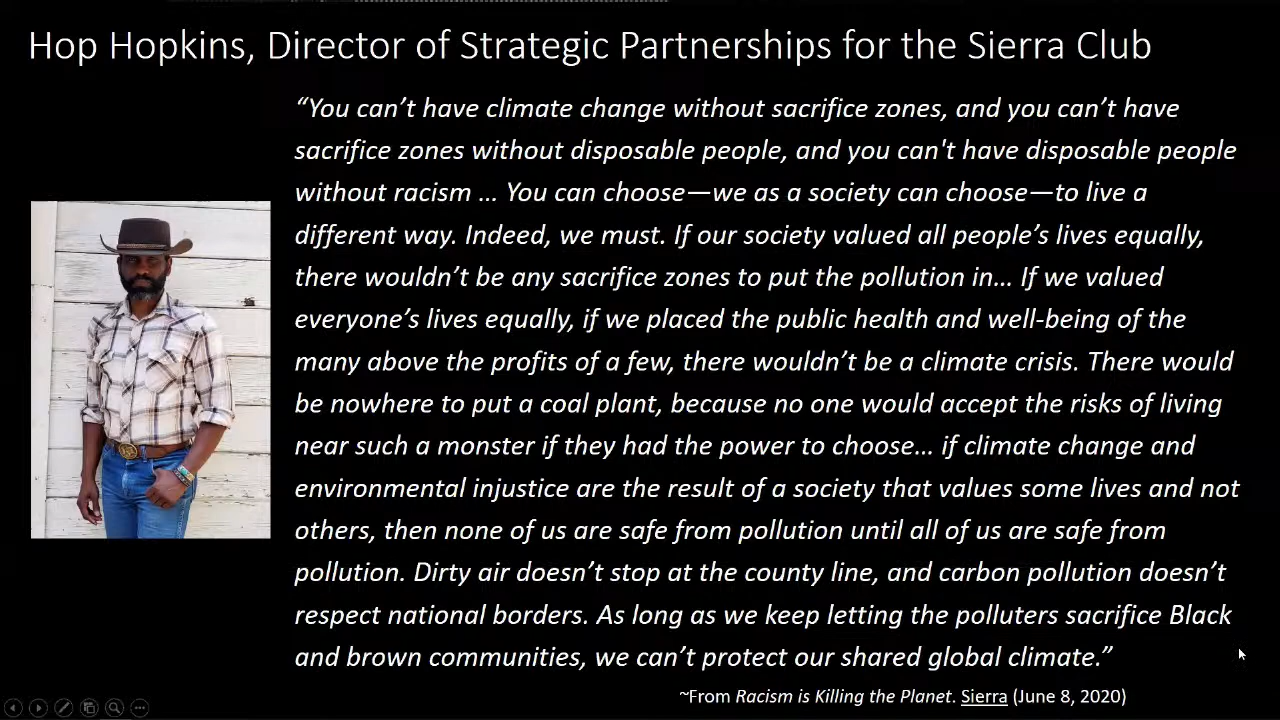 Hop Hopkins, Director of Strategic Partnerships for the Sierra Club
“You can’t have climate change without sacrifice zones, and you can’t have
sacrifice zones without disposable people, and you can't have disposable people
without racism … You can choose—we as a society can choose—to live a
different way. Indeed, we must. If our society valued all people’s lives equally,
there wouldn’t be any sacrifice zones to put the pollution in… If we valued
everyone’s lives equally, if we placed the public health and well-being of the
many above the profits of a few, there wouldn’t be a climate crisis. There would
be nowhere to put a coal plant, because no one would accept the risks of living
near such a monster if they had the power to choose… if climate change and
environmental injustice are the result of a society that values some lives and not
others, then none of us are safe from pollution until all of us are safe from
pollution. Dirty air doesn’t stop at the county line, and carbon pollution doesn’t
respect national borders. As long as we keep letting the polluters sacrifice Black
and brown communities, we can’t protect our shared global climate.”
~From Racism is Killing the Planet. Sierra (June 8, 2020)